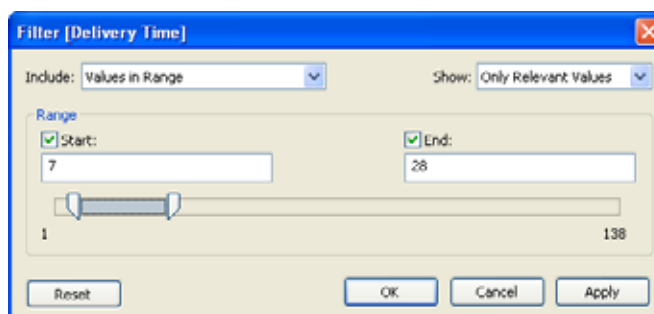 Filter [Delivery Time]
Include: Values in Range Show: Only Relevant Values
Range
Start: End:
7 28
1 138
Reset OK Cancel Apply